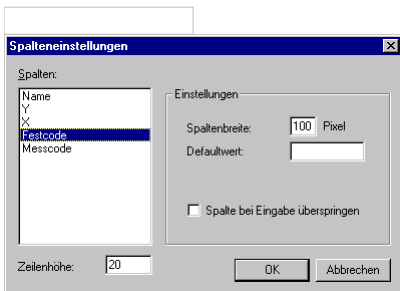 Spalteneinstellungen
Spalten:
Name
Y
X
Festcode
Messcode
Einstellungen
Spaltenbreite: 100 Pixel
Defaultwert:
Spalte bei Eingabe überspringen
Zeilenhöhe: 20
OK
Abbrechen